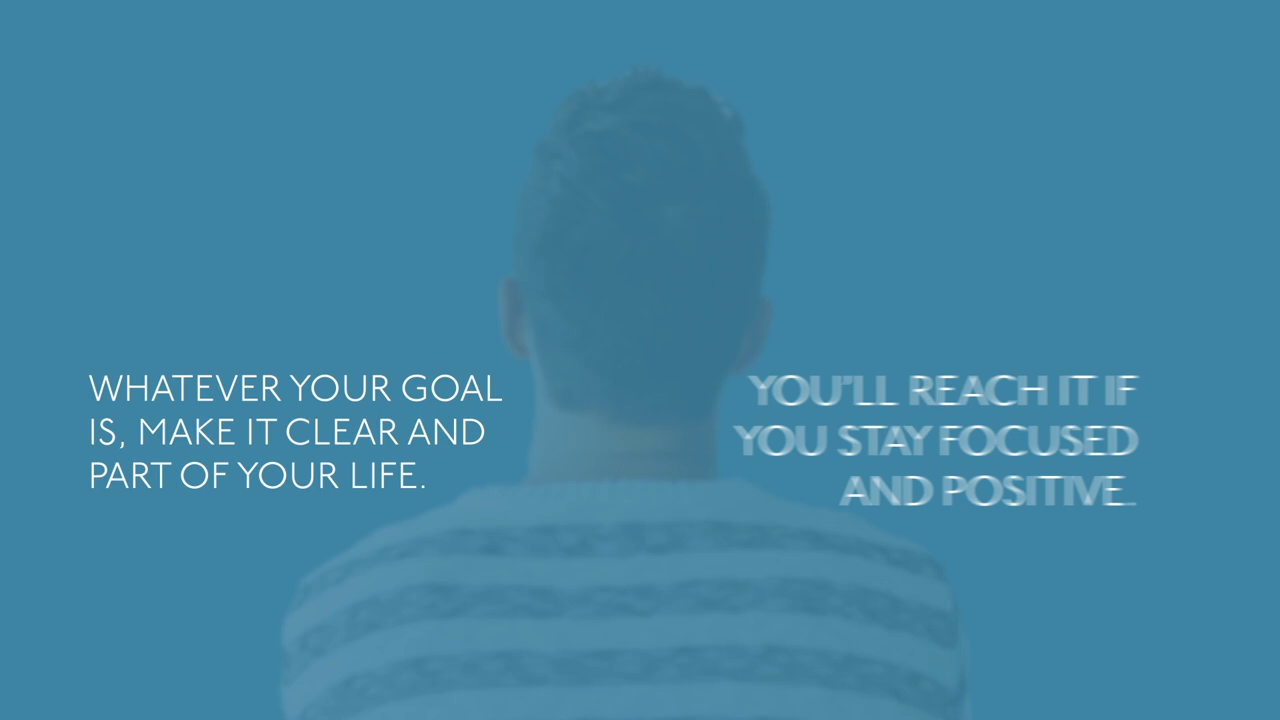 WHATEVER YOUR GOAL
IS, MAKE IT CLEAR AND
PART OF YOUR LIFE.
YOU'LL REACH IT IF
YOU STAY FOCUSED
AND POSITIVE.